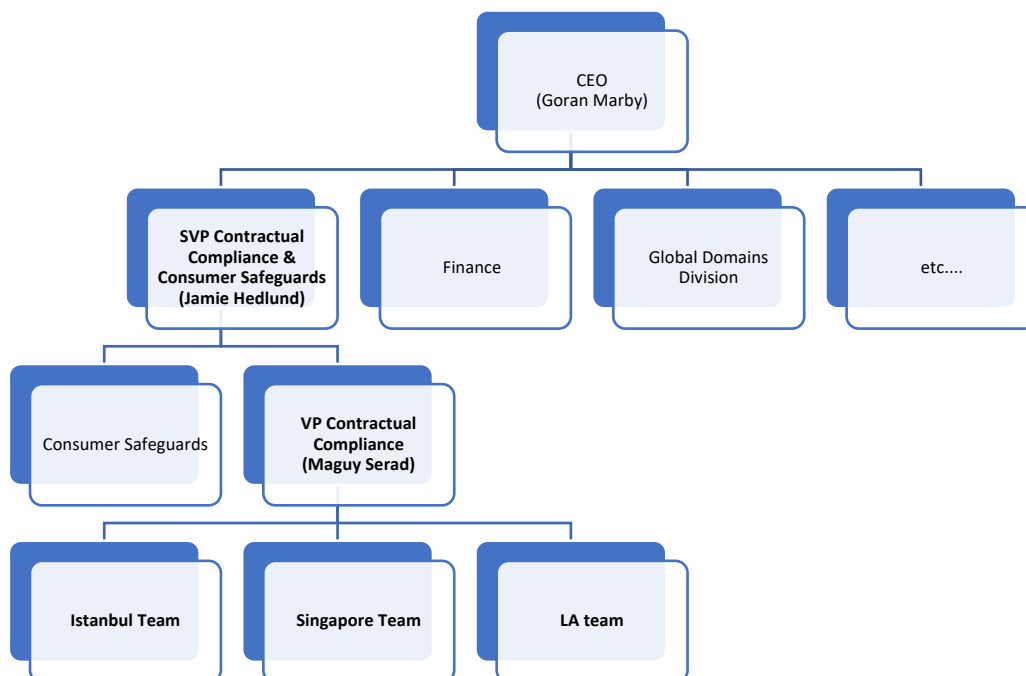 CEO
(Goran Marby)
SVP Contractual
Compliance &
Consumer Safeguards
(Jamie Hedlund)
Finance
Global Domains
Division
etc....
Consumer Safeguards
VP Contractual
Compliance
(Maguy Serad)
Istanbul Team
Singapore Team
LA team